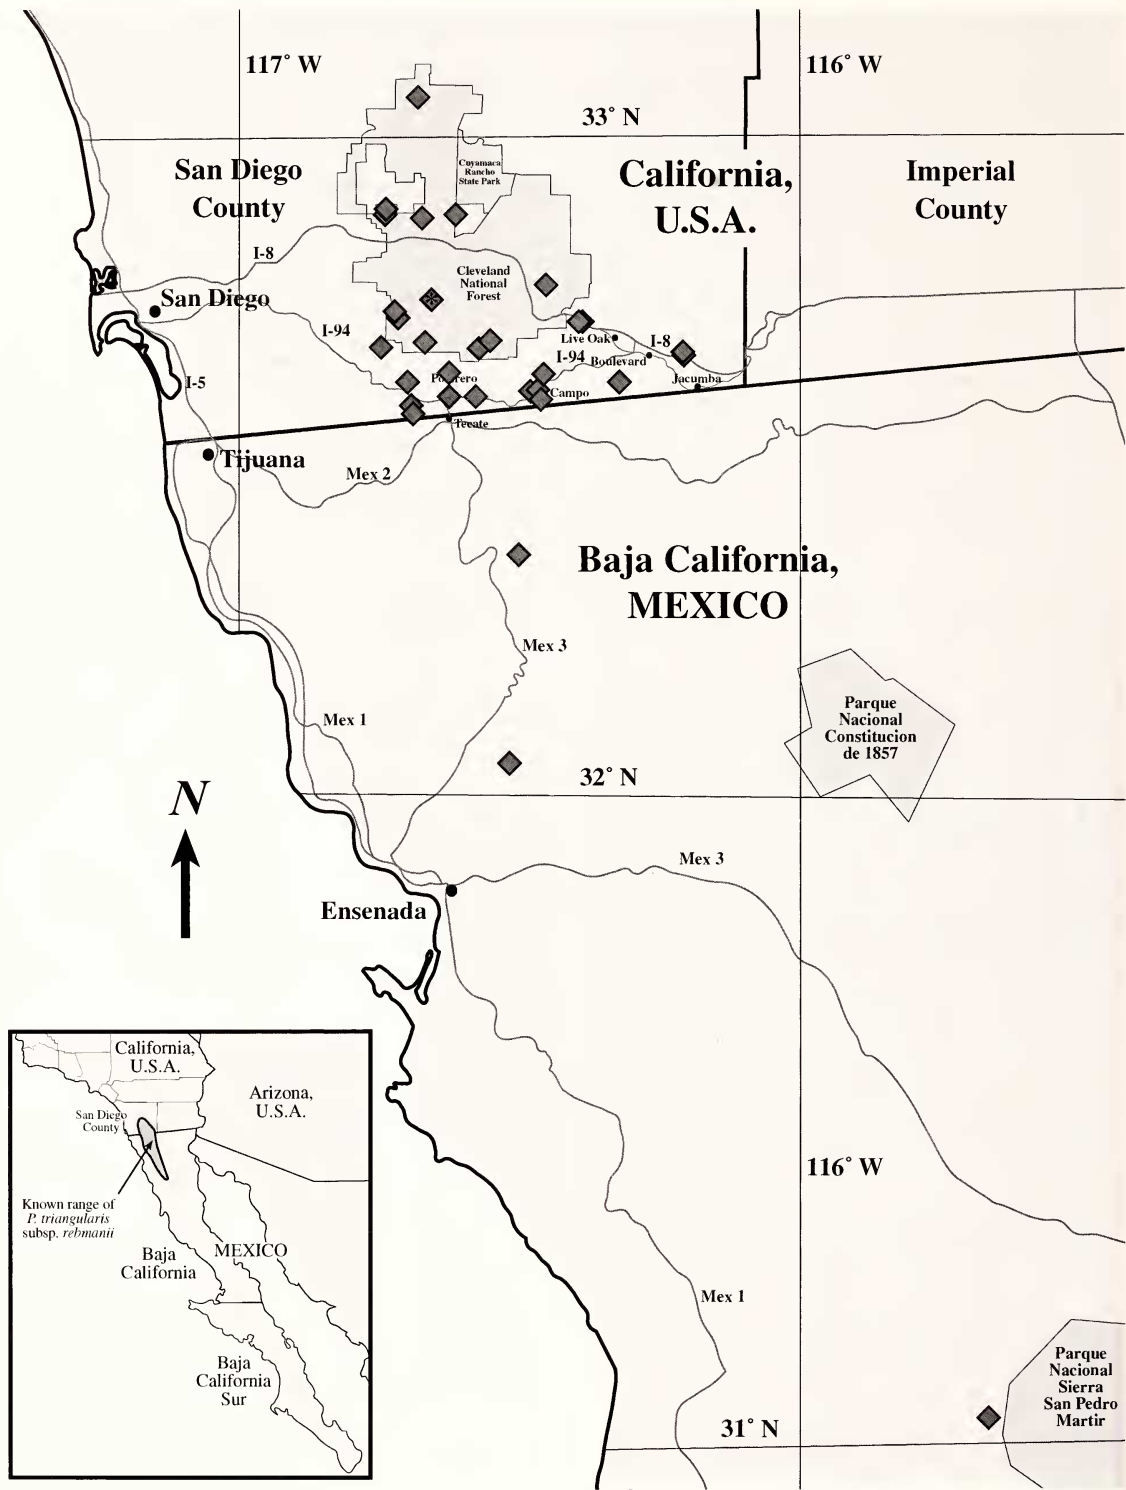 117° W
116° W
33° N
San Diego
County
Cuyamaca
Rancho
State Park
California,
U.S.A.
Imperial
County
I-8
Cleveland
National
Forest
San Diego
I-94
Live Oak
I-8
I-94
Boulevard
I-5
Potrero
Jacumba
Campo
Tecate
Tijuana
Mex 2
Baja California,
MEXICO
Mex 3
Mex 1
Parque
Nacional
Constitucion
de 1857
32° N
N
Mex 3
Ensenada
California,
U.S.A.
Arizona,
U.S.A.
San Diego
County
Known range of
P. triangularis
subsp. rebmanii
Baja
California
MEXICO
Baja
California
Sur
116° W
Mex 1
Parque
Nacional
Sierra
San Pedro
Martir
31° N